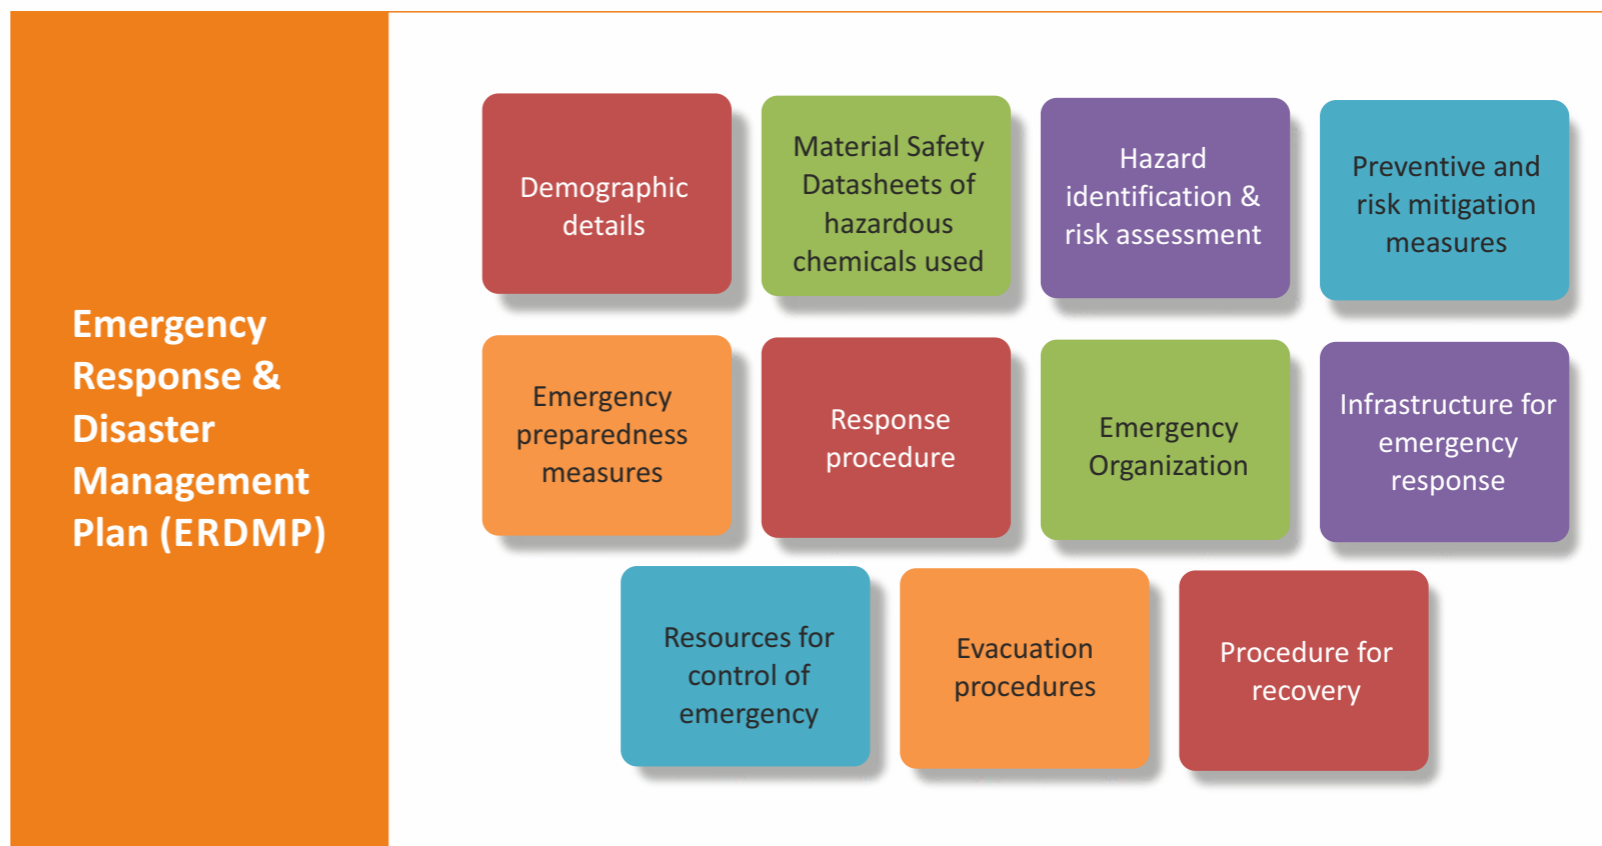 Emergency
Response &
Disaster
Management
Plan (ERDMP)
Demographic
details
Material Safety
Datasheets of
hazardous
chemicals used
Hazard
identification &
risk assessment
Preventive and
risk mitigation
measures
Emergency
preparedness
measures
Response
procedure
Emergency
Organization
Infrastructure for
emergency
response
Resources for
control of
emergency
Evacuation
procedures
Procedure for
recovery